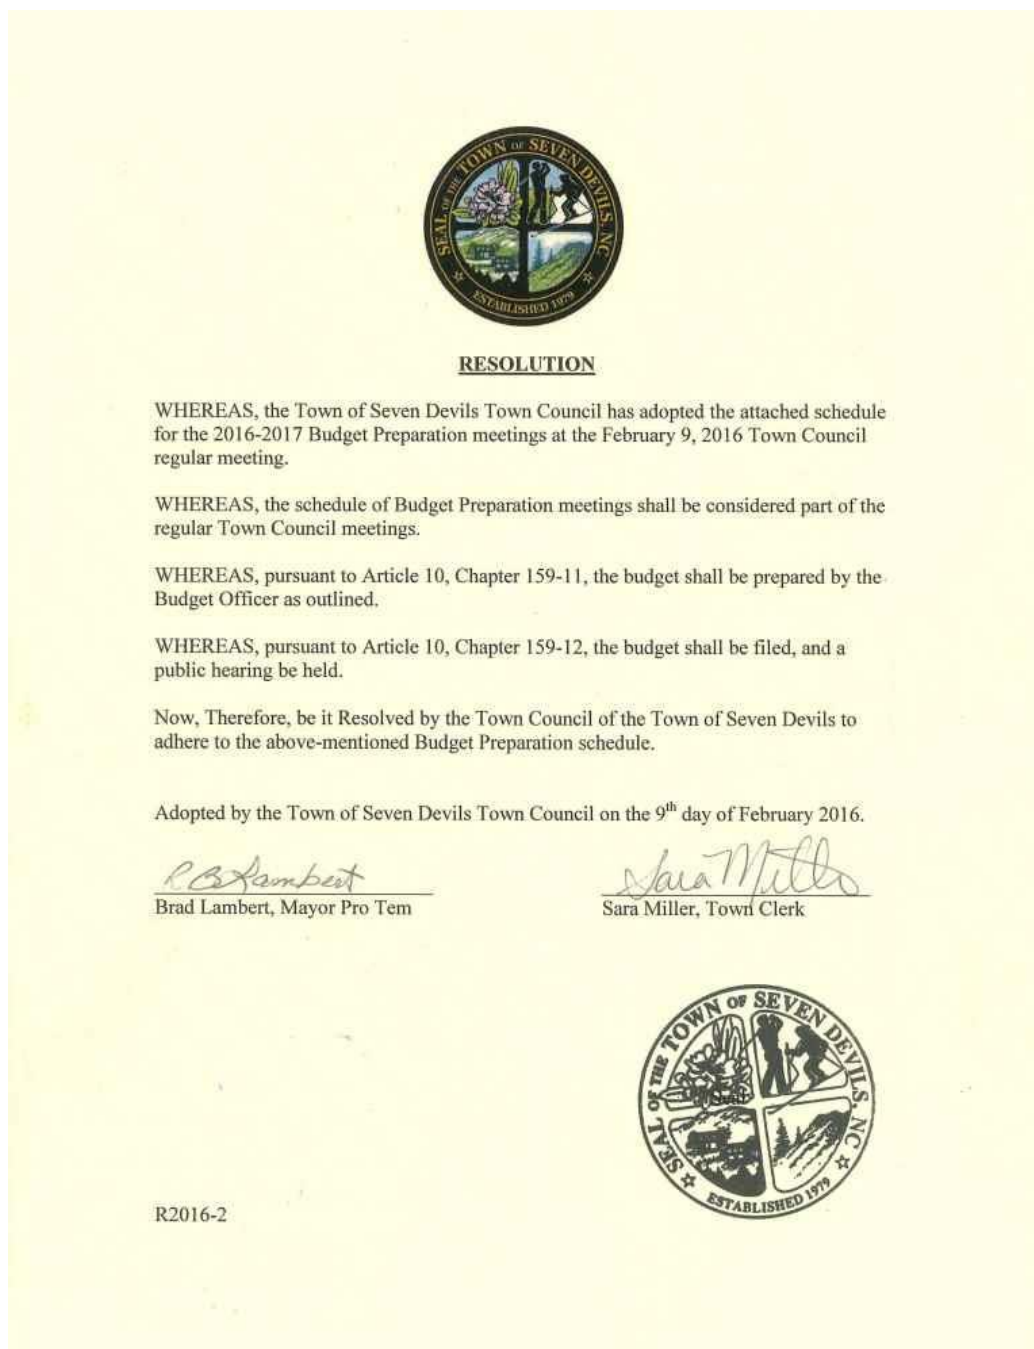 SEAL OF THE TOWN OF SEVEN DEVILS, NC
ESTABLISHED 1979
RESOLUTION
WHEREAS, the Town of Seven Devils Town Council has adopted the attached schedule
for the 2016-2017 Budget Preparation meetings at the February 9, 2016 Town Council
regular meeting.
WHEREAS, the schedule of Budget Preparation meetings shall be considered part of the
regular Town Council meetings.
WHEREAS, pursuant to Article 10, Chapter 159-11, the budget shall be prepared by the
Budget Officer as outlined.
WHEREAS, pursuant to Article 10, Chapter 159-12, the budget shall be filed, and a
public hearing be held.
Now, Therefore, be it Resolved by the Town Council of the Town of Seven Devils to
adhere to the above-mentioned Budget Preparation schedule.
Adopted by the Town of Seven Devils Town Council on the 9th day of February 2016.
R B Lambert
Sara Miller
Brad Lambert, Mayor Pro Tem
Sara Miller, Town Clerk
SEAL OF THE TOWN OF SEVEN DEVILS, NC
ESTABLISHED 1979
R2016-2